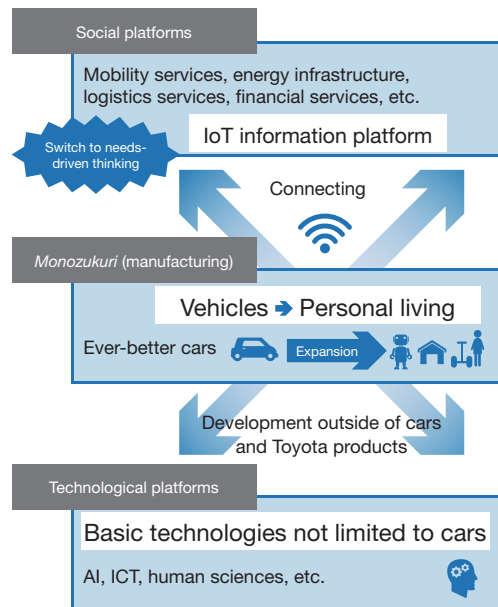 Social platforms
Mobility services, energy infrastructure,
logistics services, financial services, etc.
IoT information platform
Switch to needs-
driven thinking
Connecting
Monozukuri (manufacturing)
Vehicles ➔ Personal living
Ever-better cars
Expansion
Development outside of cars
and Toyota products
Technological platforms
Basic technologies not limited to cars
AI, ICT, human sciences, etc.